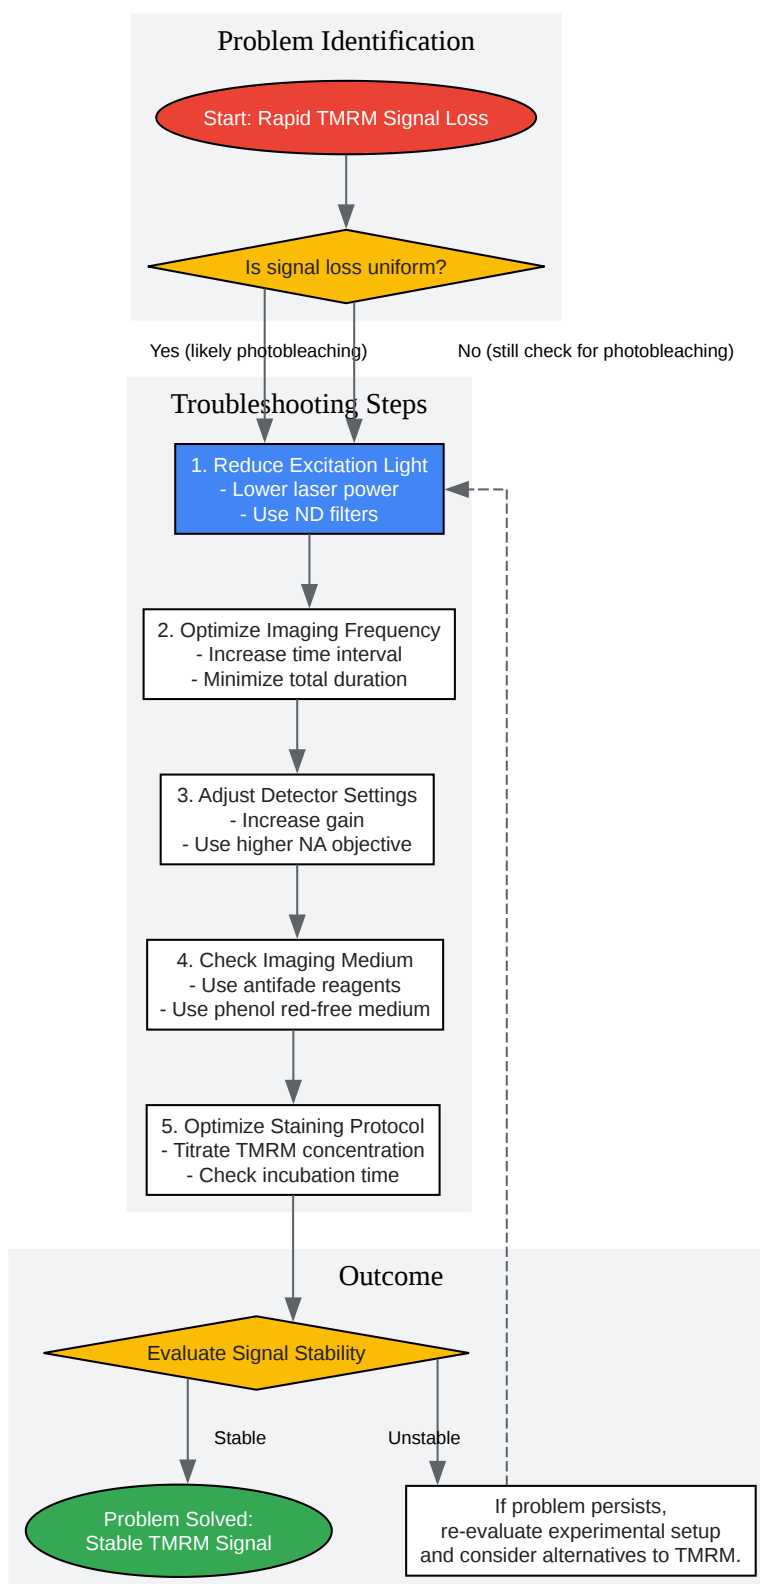 Problem Identification
Start: Rapid TMRM Signal Loss
Is signal loss uniform?
Yes (likely photobleaching)
No (still check for photobleaching)
Troubleshooting Steps
1. Reduce Excitation Light
- Lower laser power
- Use ND filters
2. Optimize Imaging Frequency
- Increase time interval
- Minimize total duration
3. Adjust Detector Settings
- Increase gain
- Use higher NA objective
4. Check Imaging Medium
- Use antifade reagents
- Use phenol red-free medium
5. Optimize Staining Protocol
- Titrate TMRM concentration
- Check incubation time
Outcome
Evaluate Signal Stability
Stable
Unstable
Problem Solved:
Stable TMRM Signal
If problem persists,
re-evaluate experimental setup
and consider alternatives to TMRM.